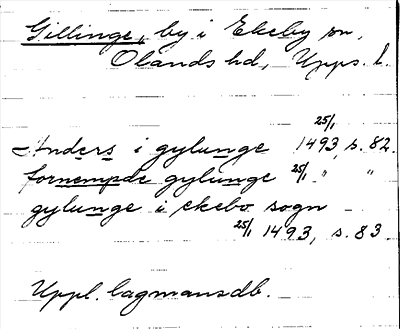 Gillinge, by i Ekeby sn,
Olands hd, Upps. l.
Anders i gylunge 25/1 1493, s. 82.
fornempde gylunge 25/1 " "
gylunge i ekebo sogn
25/1 1493, s. 83
Uppl. lagmansdb.